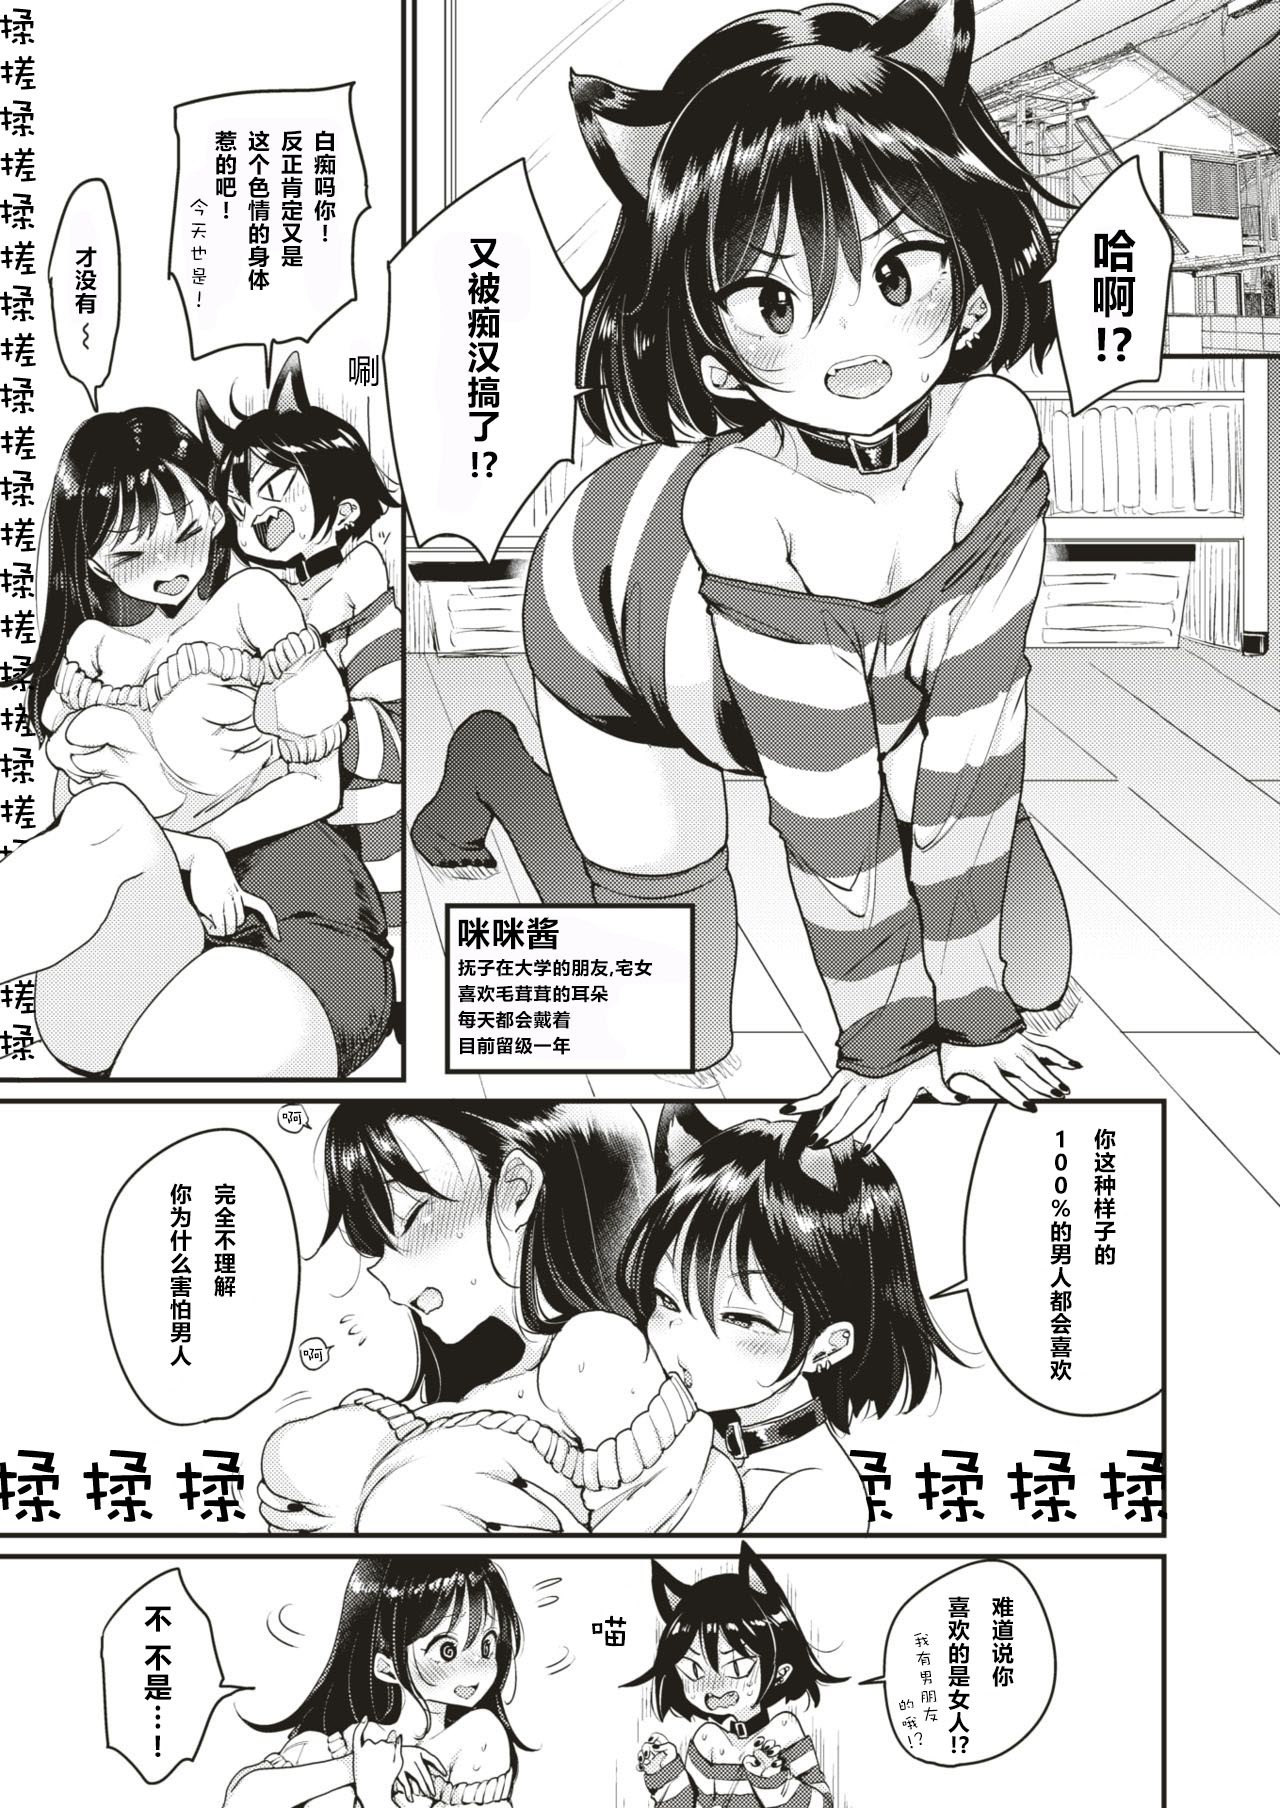 哈啊!?
又被痴汉搞了!?
咪咪酱
抚子在大学的朋友,宅女
喜欢毛茸茸的耳朵
每天都会戴着
目前留级一年
唰
白痴吗你！
反正肯定又是
这个色情的身体
惹的吧！
今天也是！
才没有～
揉搓揉搓揉搓揉搓揉搓揉搓揉搓揉搓揉搓
搓揉
你这种样子的
100%的男人都会喜欢
啊
啊
完全不理解
你为什么害怕男人
揉揉揉
揉揉揉揉
难道说你
喜欢的是女人!?
我有男朋友
的哦!?
喵
不 不是…！